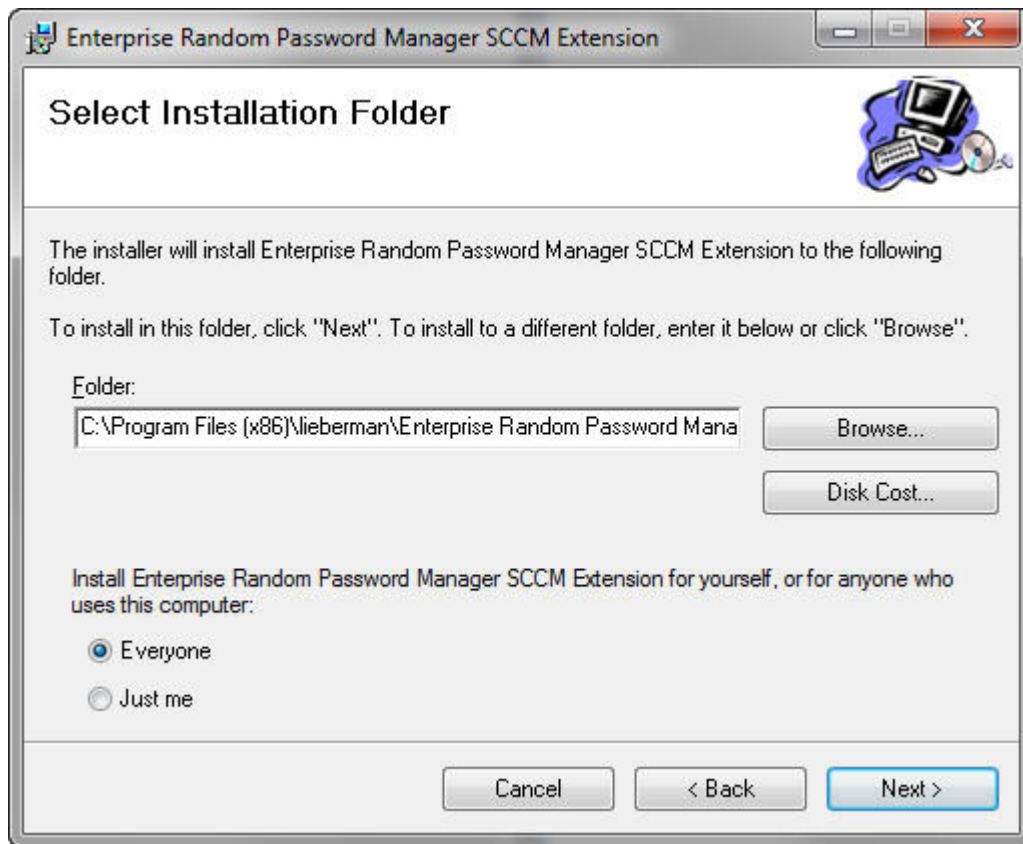 Enterprise Random Password Manager SCCM Extension
Select Installation Folder
The installer will install Enterprise Random Password Manager SCCM Extension to the following
folder.
To install in this folder, click "Next". To install to a different folder, enter it below or click "Browse".
Folder:
C:\Program Files (x86)\lieberman\Enterprise Random Password Mana
Browse...
Disk Cost...
Install Enterprise Random Password Manager SCCM Extension for yourself, or for anyone who
uses this computer:
Everyone
Just me
Cancel
< Back
Next >